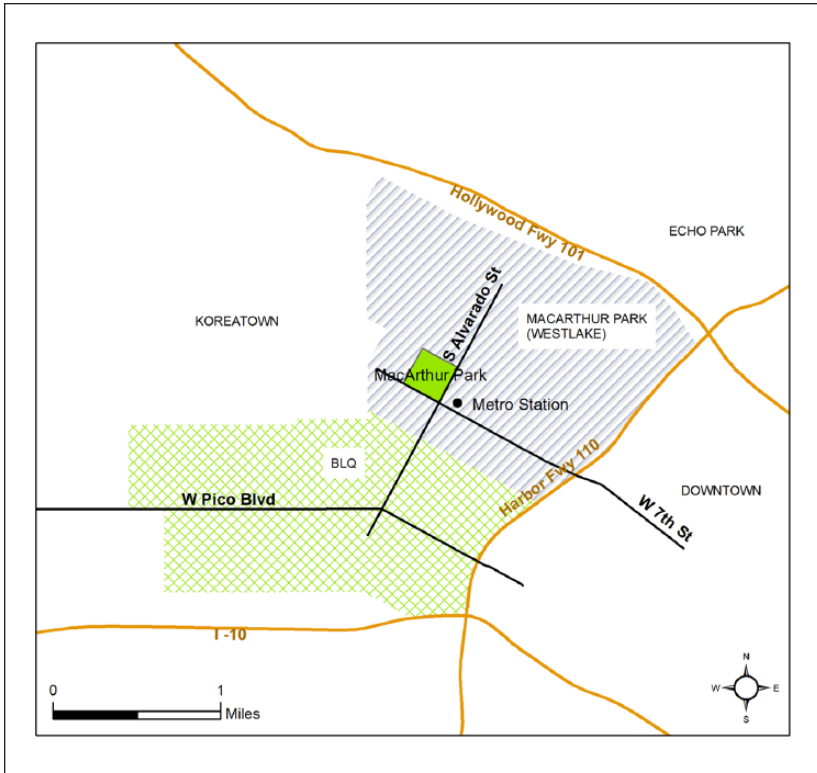 Hollywood Fwy 101
ECHO PARK
S Alvarado St
KOREATOWN
MACARTHUR PARK
(WESTLAKE)
MacArthur Park
Metro Station
BLQ
Harbor Fwy 110
DOWNTOWN
W Pico Blvd
W 7th St
I -10
N
W
E
S
0
1
Miles